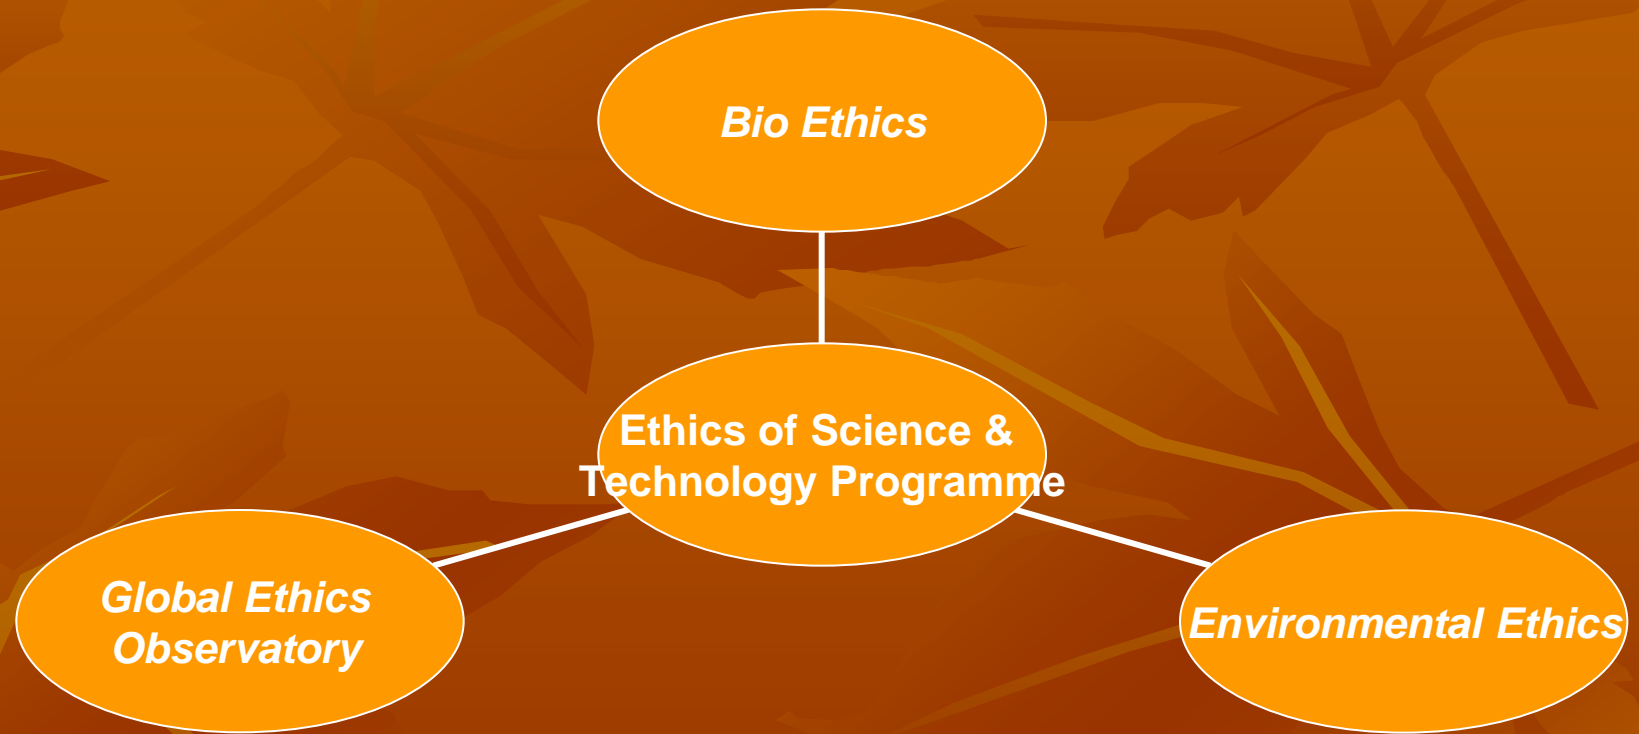 Bio Ethics
Ethics of Science &
Technology Programme
Global Ethics
Observatory
Environmental Ethics